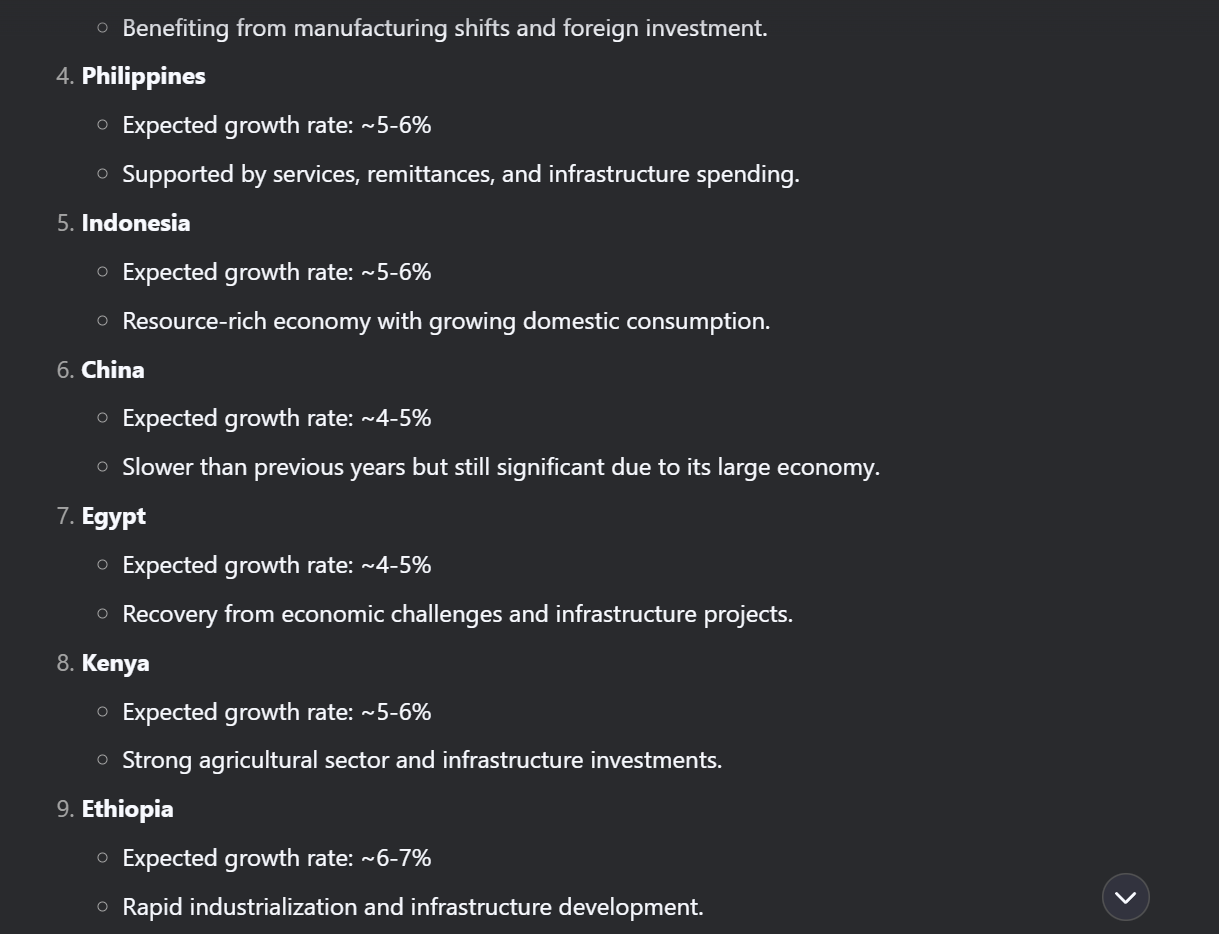 ○ Benefiting from manufacturing shifts and foreign investment.
4. Philippines
○ Expected growth rate: ~5-6%
○ Supported by services, remittances, and infrastructure spending.
5. Indonesia
○ Expected growth rate: ~5-6%
○ Resource-rich economy with growing domestic consumption.
6. China
○ Expected growth rate: ~4-5%
○ Slower than previous years but still significant due to its large economy.
7. Egypt
○ Expected growth rate: ~4-5%
○ Recovery from economic challenges and infrastructure projects.
8. Kenya
○ Expected growth rate: ~5-6%
○ Strong agricultural sector and infrastructure investments.
9. Ethiopia
○ Expected growth rate: ~6-7%
○ Rapid industrialization and infrastructure development.